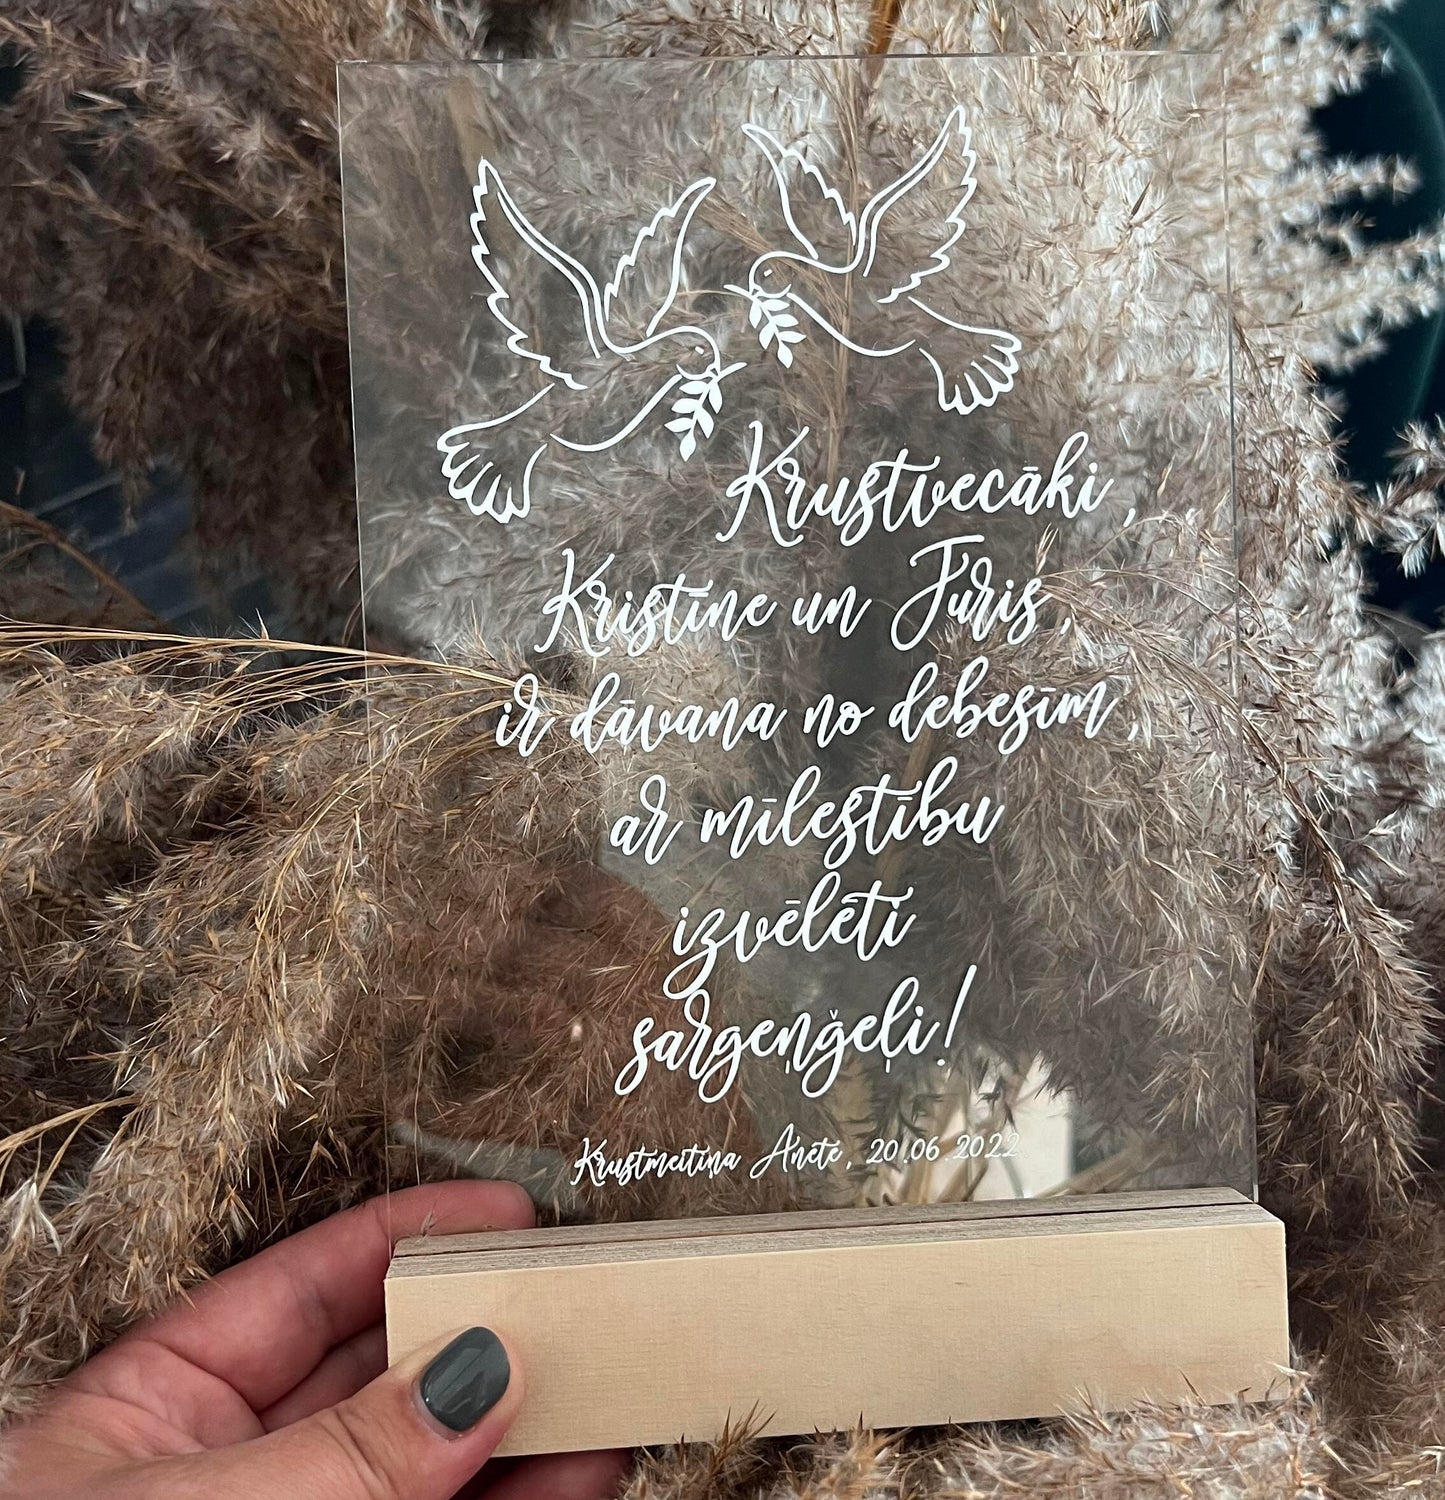 Krustvecāki,
Kristīne un Juris,
ir dāvana no debesīm,
ar mīlestību
izvēlēti
sargeņģeļi!
Krustmeitiņa Anete, 20.06.2022